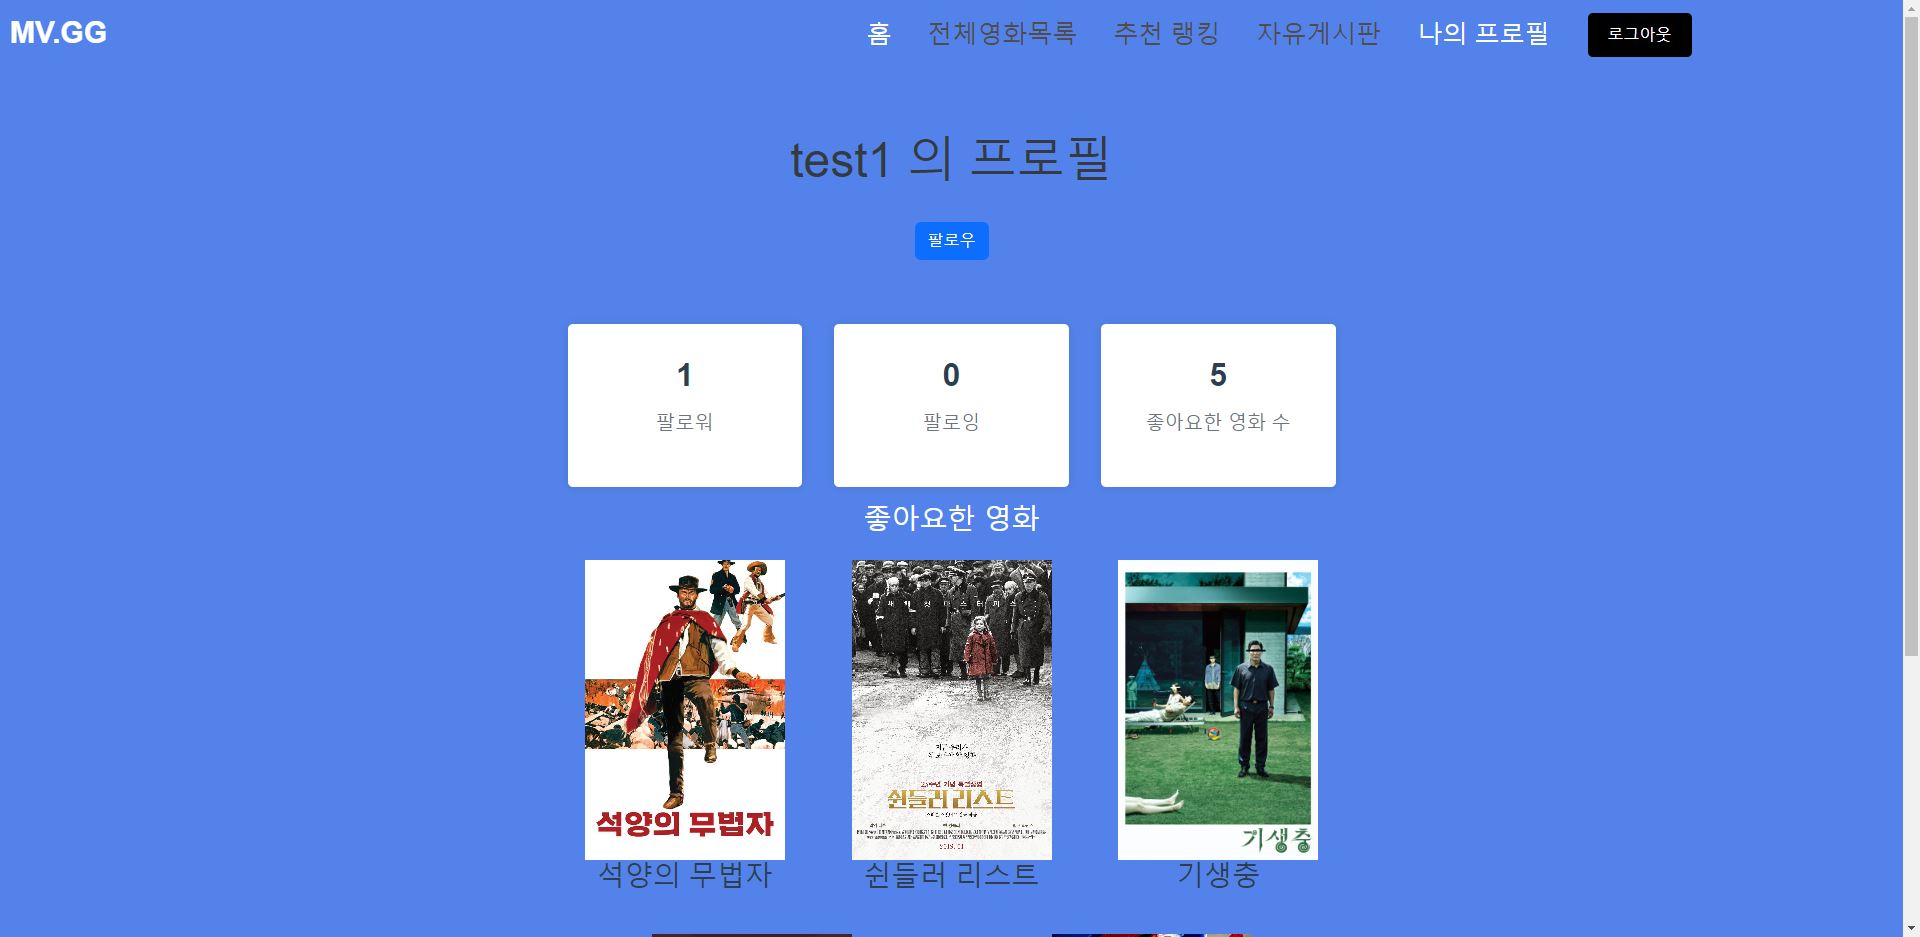 MV.GG
홈 전체영화목록 추천 랭킹 자유게시판 나의 프로필 로그아웃
test1 의 프로필
팔로우
1 0 5
팔로워 팔로잉 좋아요한 영화 수
좋아요한 영화
석양의 무법자
쉰들러 리스트
기생충
석양의 무법자 쉰들러 리스트 기생충